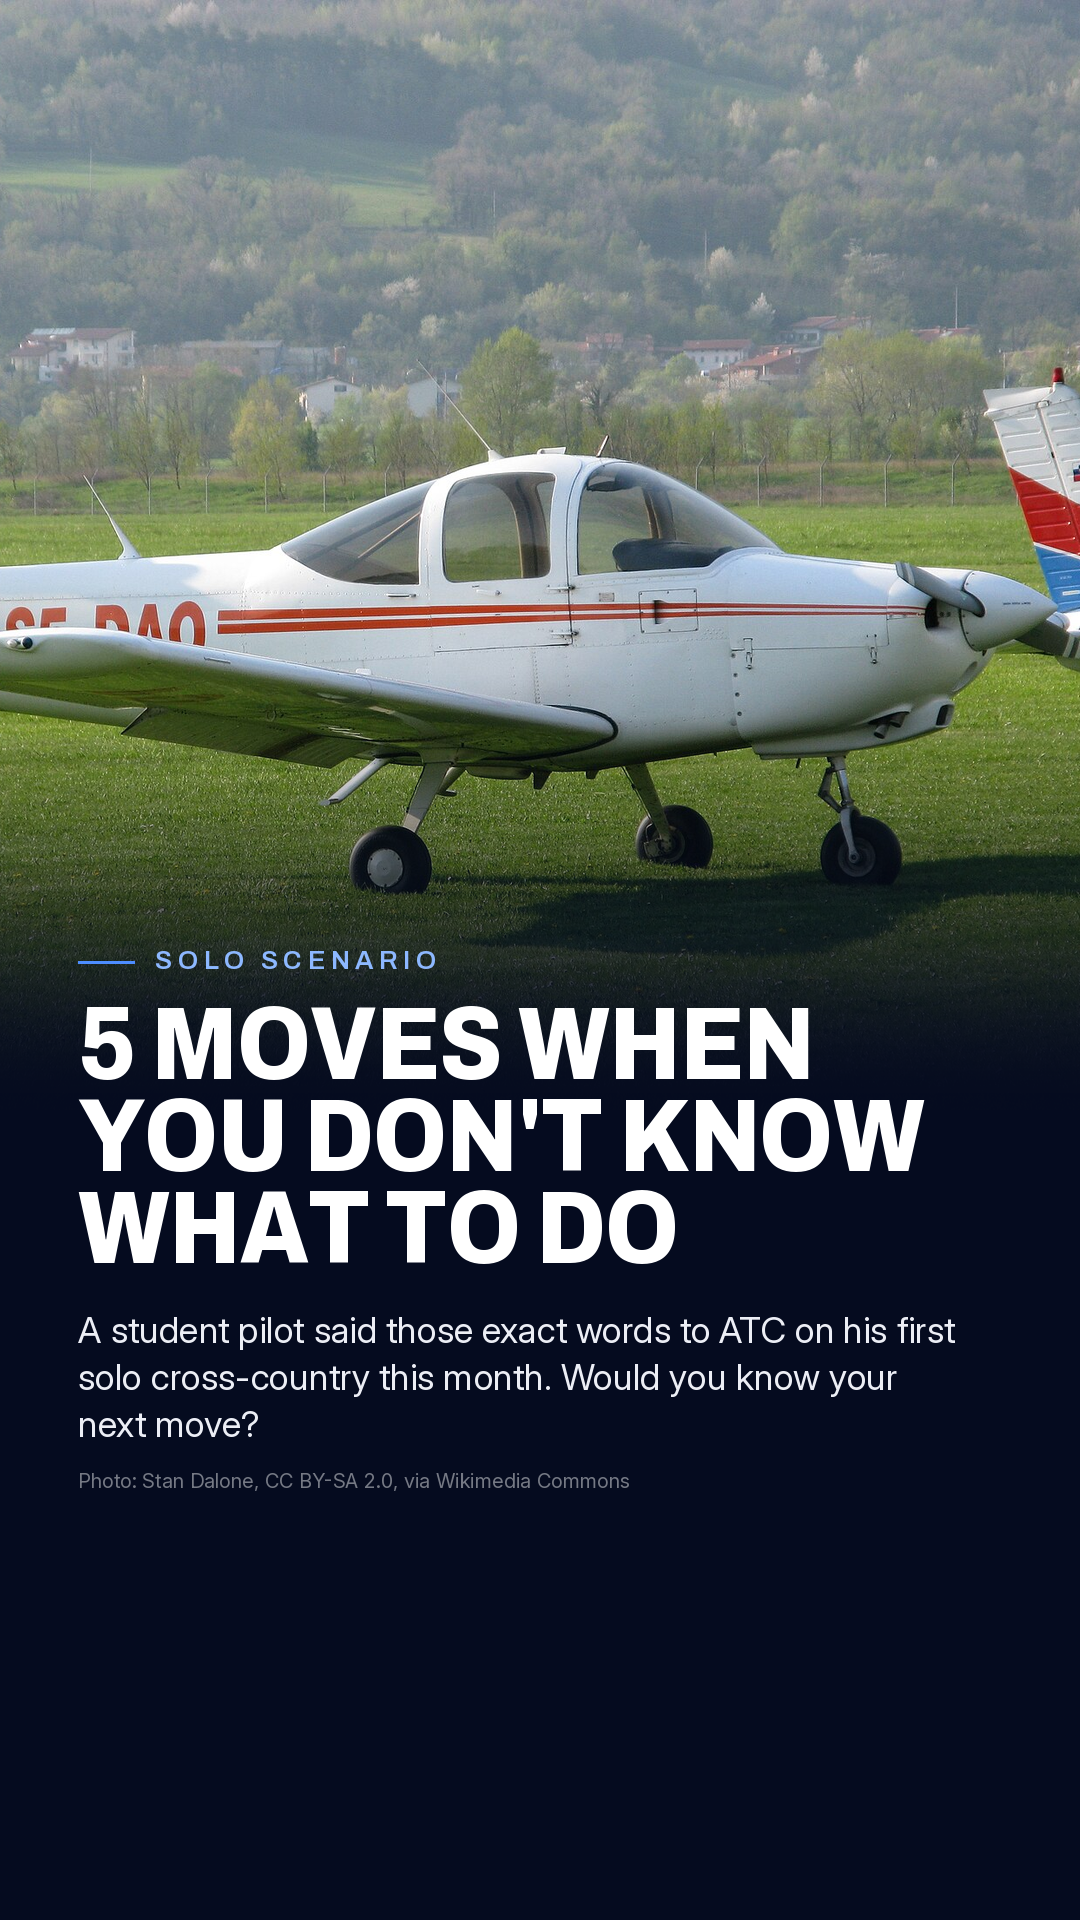 SOLO SCENARIO
5 MOVES WHEN
YOU DON'T KNOW
WHAT TO DO
A student pilot said those exact words to ATC on his first
solo cross-country this month. Would you know your
next move?
Photo: Stan Dalone, CC BY-SA 2.0, via Wikimedia Commons